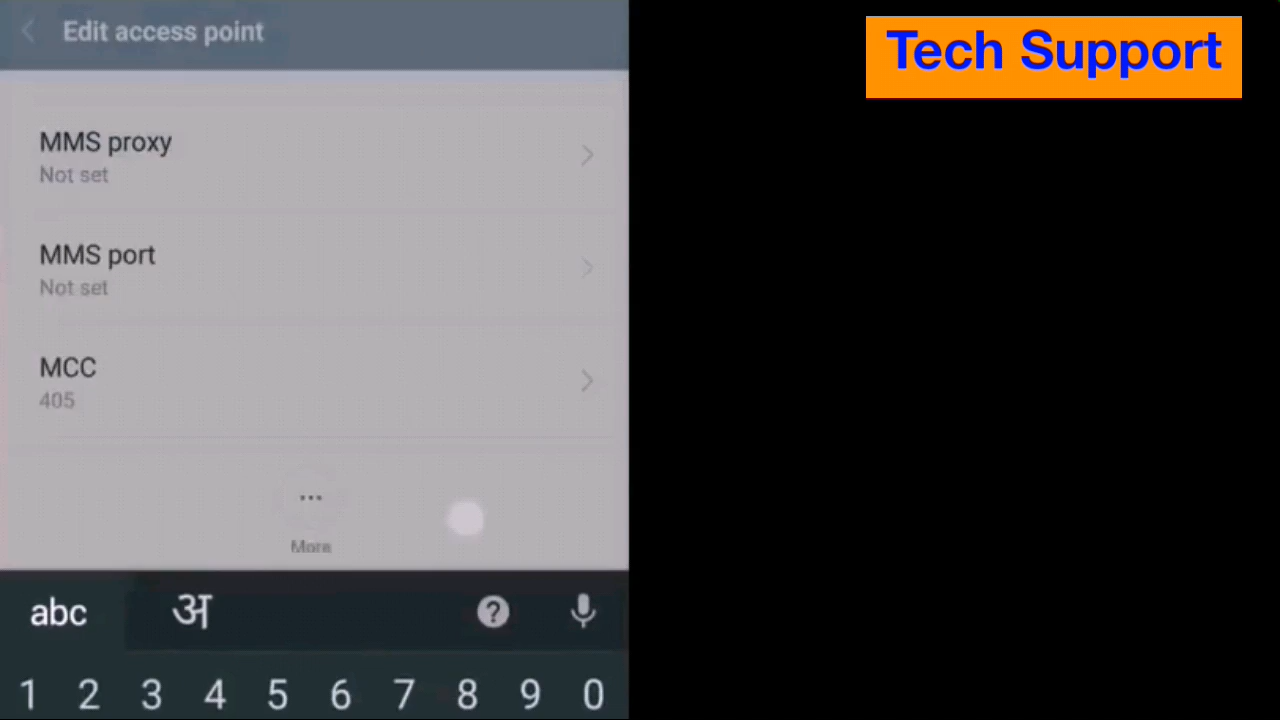 Edit access point
Tech Support
MMS proxy
Not set
MMS port
Not set
MCC
405
More
abc अ
1 2 3 4 5 6 7 8 9 0